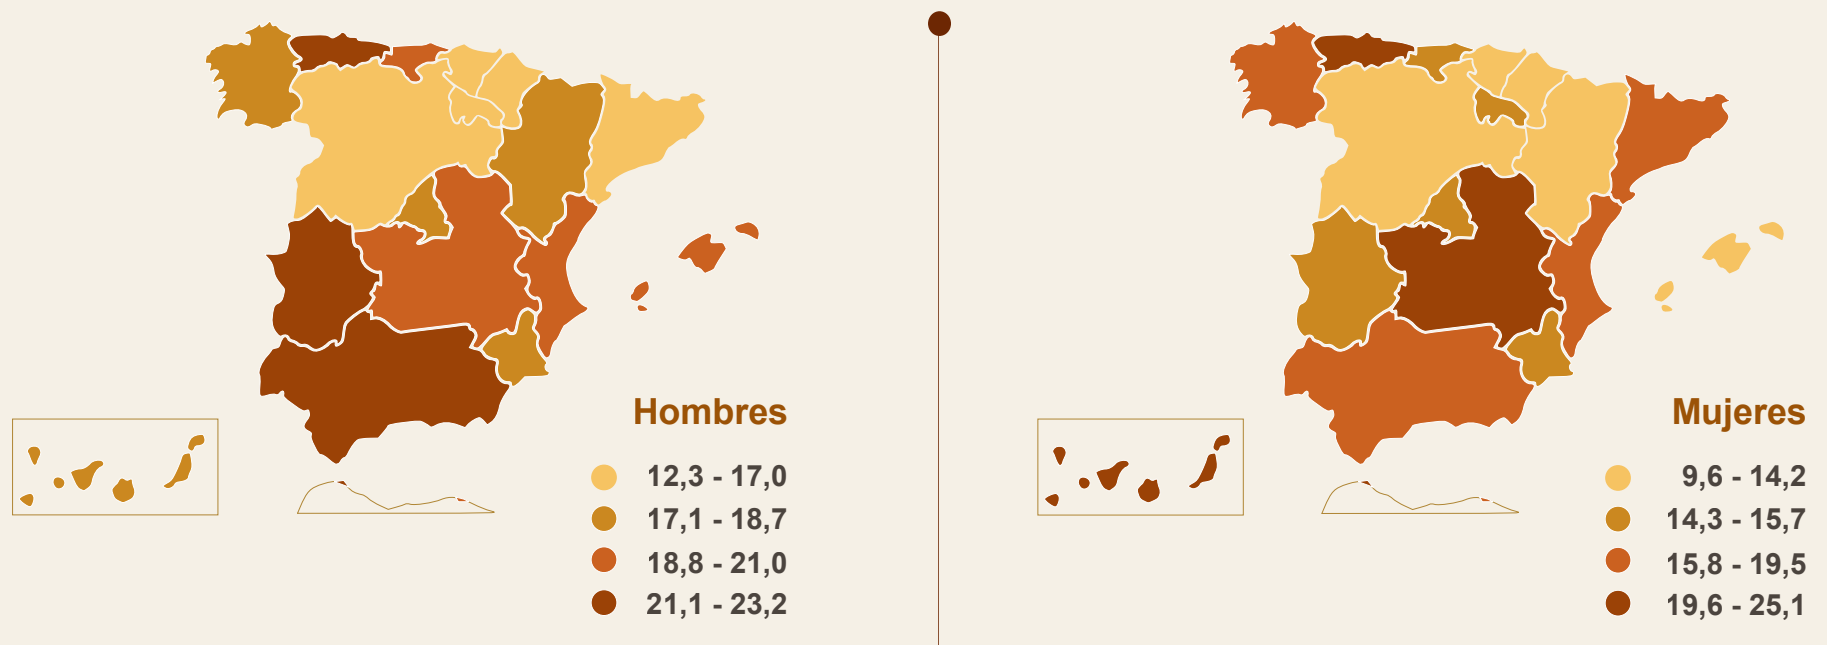 Hombres
12,3 - 17,0
17,1 - 18,7
18,8 - 21,0
21,1 - 23,2
Mujeres
9,6 - 14,2
14,3 - 15,7
15,8 - 19,5
19,6 - 25,1